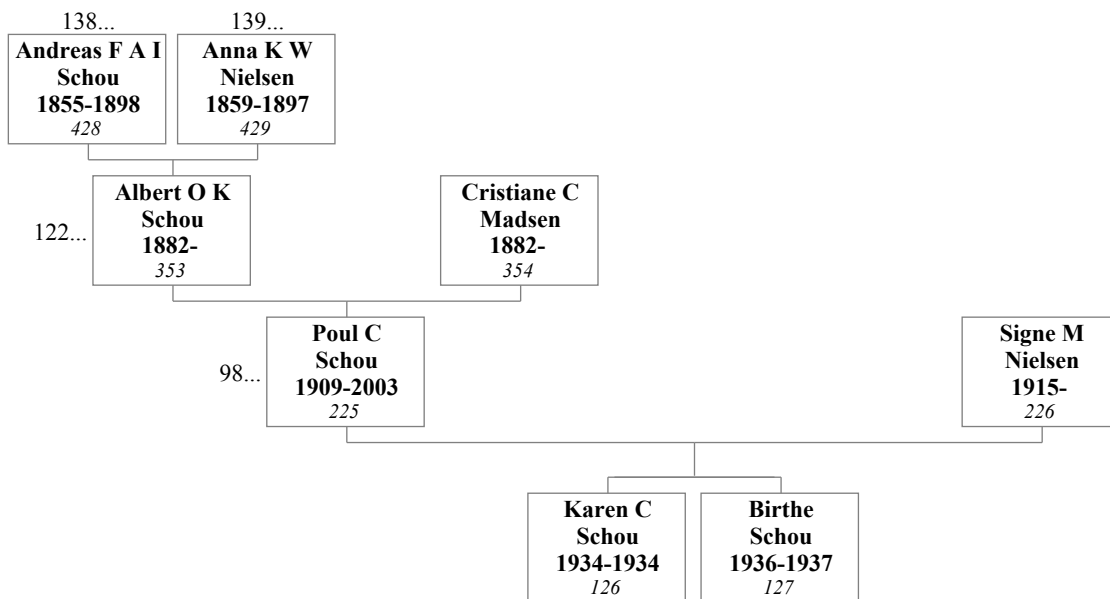 138...
139...
Andreas F A I
Schou
1855-1898
428
Anna K W
Nielsen
1859-1897
429
122...
Albert O K
Schou
1882-
353
Cristiane C
Madsen
1882-
354
98...
Poul C
Schou
1909-2003
225
Signe M
Nielsen
1915-
226
Karen C
Schou
1934-1934
126
Birthe
Schou
1936-1937
127